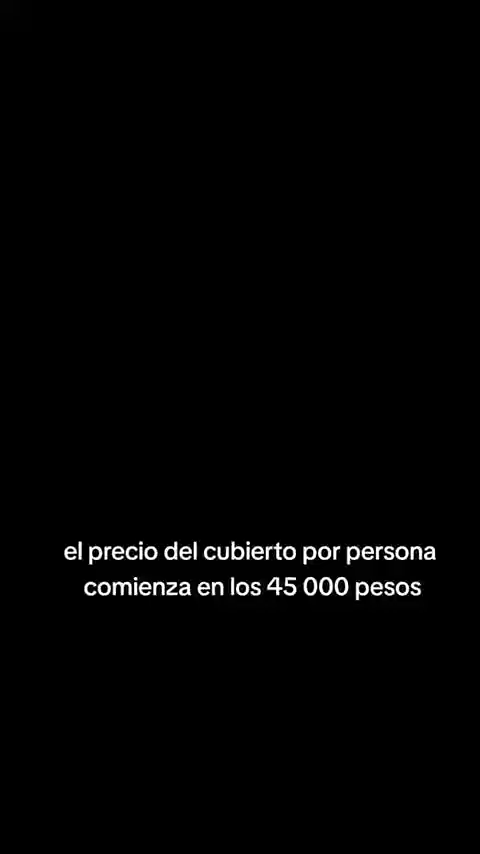 el precio del cubierto por persona
comienza en los 45 000 pesos